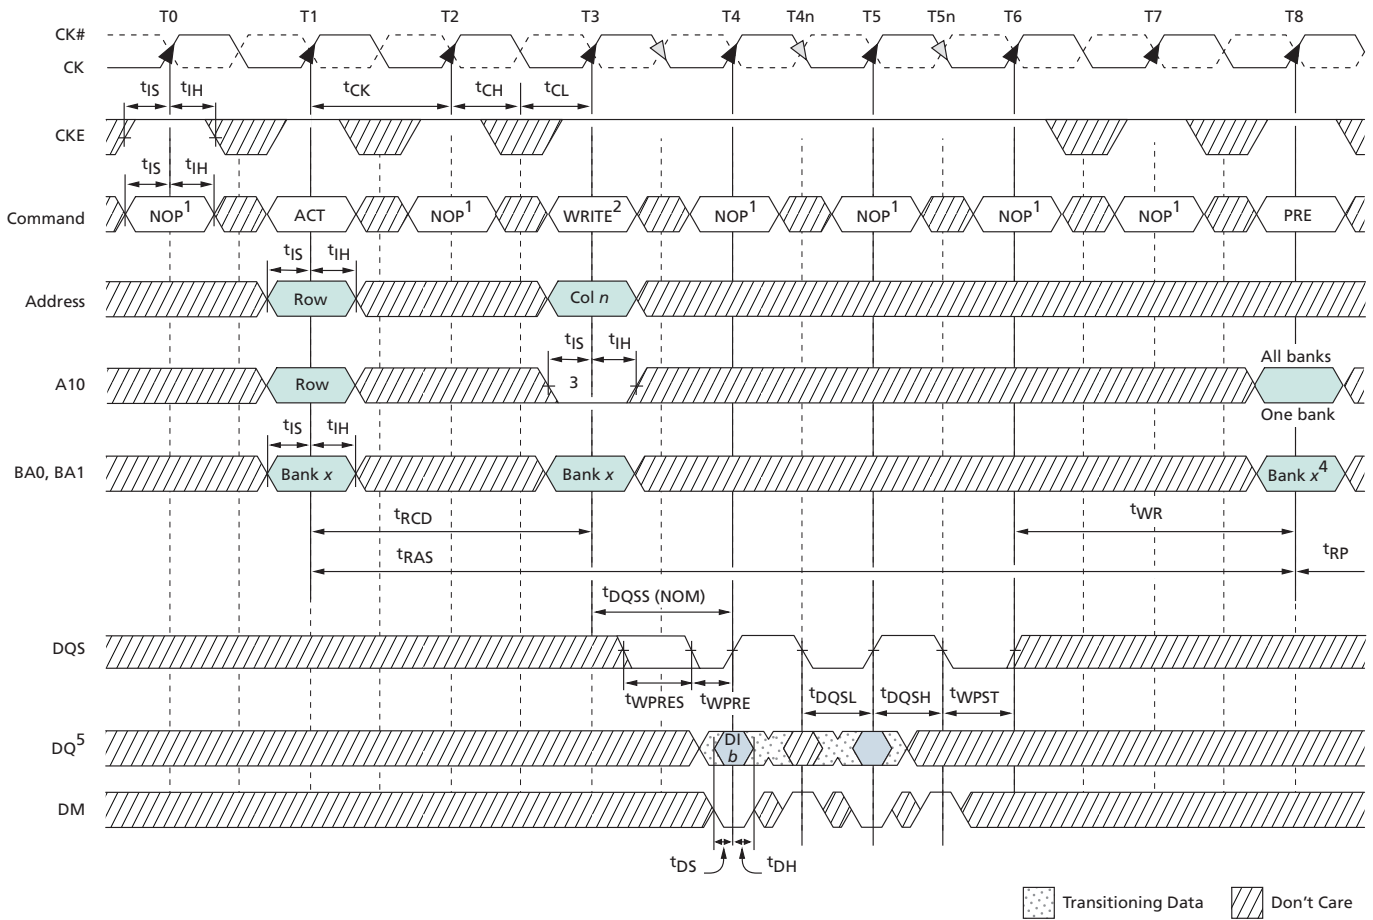 T0 T1 T2 T3 T4 T4n T5 T5n T6 T7 T8
CK#
CK
tIS tIH tCK tCH tCL
CKE
tIS tIH
Command NOP1 ACT NOP1 WRITE2 NOP1 NOP1 NOP1 NOP1 PRE
tIS tIH
Address Row Col n
tIS tIH
All banks
A10 Row 3
One bank
tIS tIH
BA0, BA1 Bank x Bank x Bank x4
tRCD tWR
tRAS tRP
tDQSS (NOM)
DQS
tWPRES tWPRE tDQSL tDQSH tWPST
DQ5 DI
b
DM
tDS tDH
Transitioning Data Don't Care